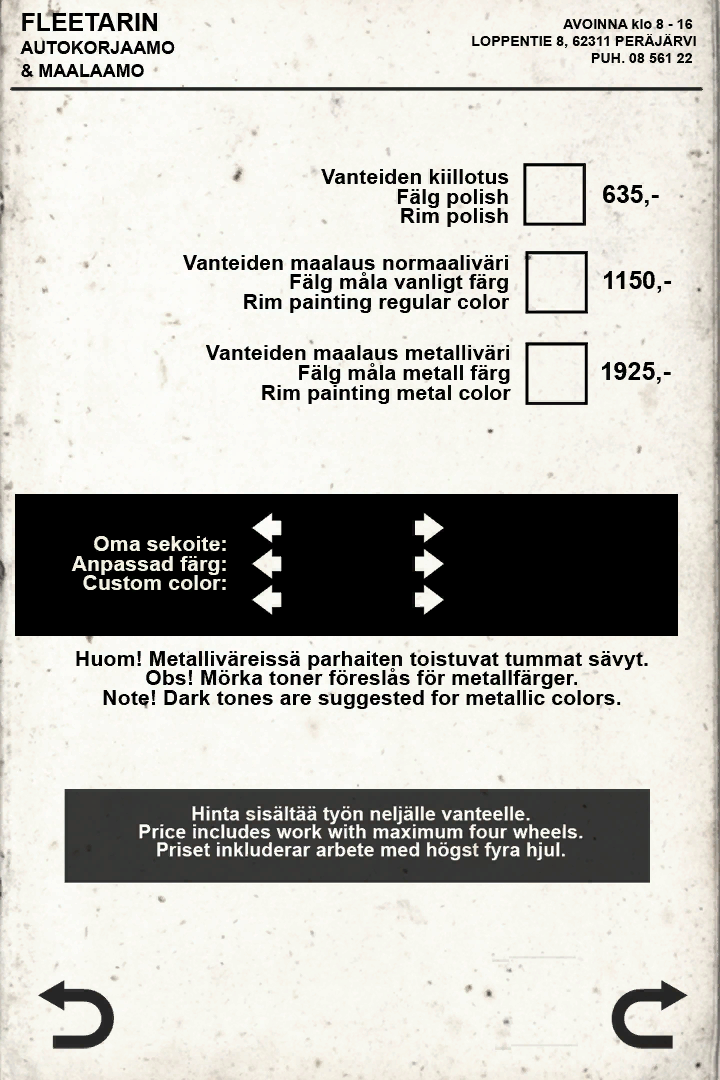 FLEETARIN
AUTOKORJAAMO
& MAALAAMO
AVOINNA klo 8 - 16
LOPPENTIE 8, 62311 PERÄJÄRVI
PUH. 08 561 22
Vanteiden kiillotus
Fälg polish
Rim polish
635,-
Vanteiden maalaus normaaliväri
Fälg måla vanligt färg
Rim painting regular color
1150,-
Vanteiden maalaus metalliväri
Fälg måla metall färg
Rim painting metal color
1925,-
Oma sekoite:
Anpassad färg:
Custom color:
Huom! Metalliväreissä parhaiten toistuvat tummat sävyt.
Obs! Mörka toner föreslås för metallfärger.
Note! Dark tones are suggested for metallic colors.
Hinta sisältää työn neljälle vanteelle.
Price includes work with maximum four wheels.
Priset inkluderar arbete med högst fyra hjul.